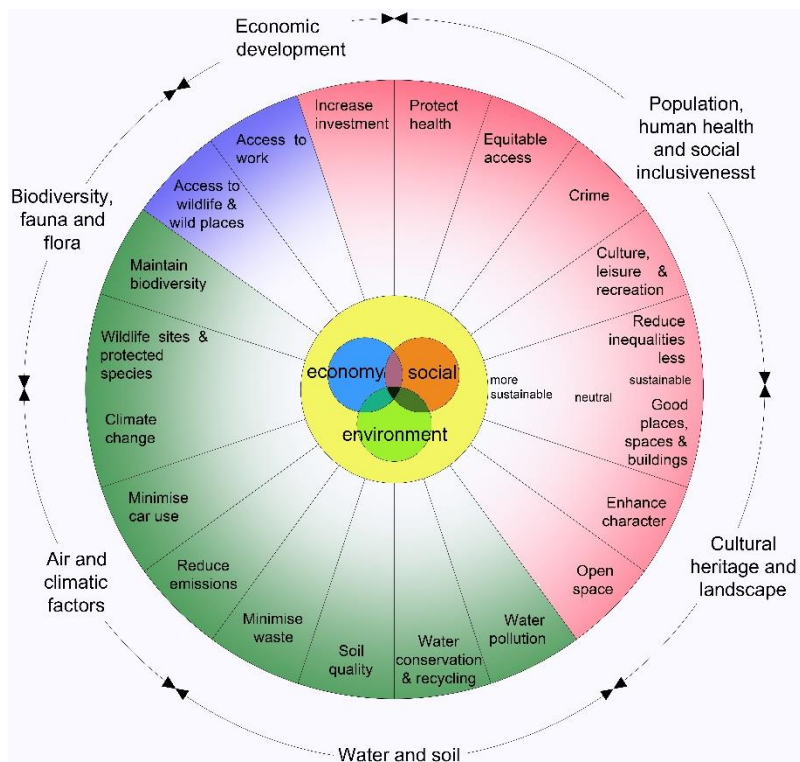 Economic
development
Population,
human health
and social
inclusivenesst
Cultural
heritage and
landscape
Water and soil
Air and
climatic
factors
Biodiversity,
fauna and
flora
Increase
investment
Protect
health
Equitable
access
Crime
Culture,
leisure &
recreation
Reduce
inequalities
less
sustainable
neutral
more
sustainable
Good
places,
spaces &
buildings
Enhance
character
Open
space
Water
pollution
Water
conservation
& recycling
Soil
quality
Minimise
waste
Reduce
emissions
Minimise
car use
Climate
change
Wildlife sites &
protected
species
Maintain
biodiversity
Access to
wildlife &
wild places
Access to
work
economy
social
environment